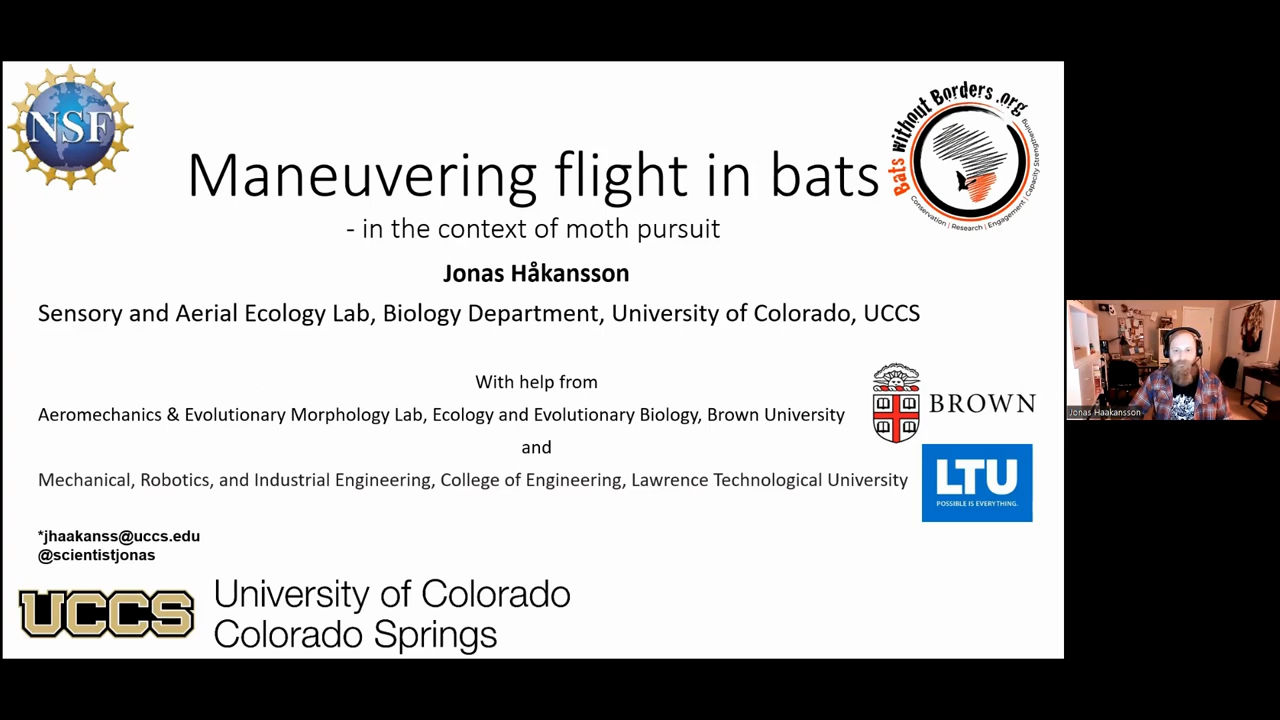 NSF
Bats without Borders.org
Conservation | Research | Engagement | Capacity Strengthening
Maneuvering flight in bats
- in the context of moth pursuit
Jonas Håkansson
Sensory and Aerial Ecology Lab, Biology Department, University of Colorado, UCCS
With help from
Aeromechanics & Evolutionary Morphology Lab, Ecology and Evolutionary Biology, Brown University
BROWN
and
Mechanical, Robotics, and Industrial Engineering, College of Engineering, Lawrence Technological University
LTU
POSSIBLE IS EVERYTHING.
*jhaakanss@uccs.edu
@scientistjonas
UCCS
University of Colorado
Colorado Springs
Jonas Haakansson